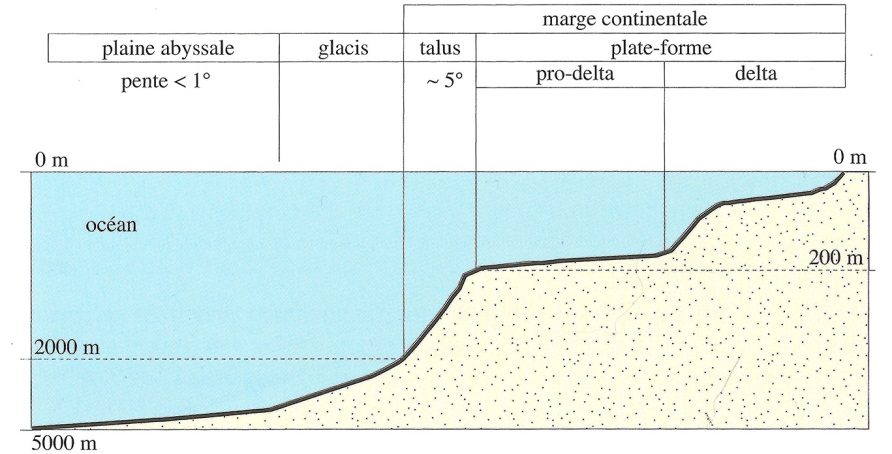 marge continentale
plaine abyssale glacis talus plate-forme
pente < 1° ~ 5° pro-delta delta
0 m 0 m
océan
200 m
2000 m
5000 m